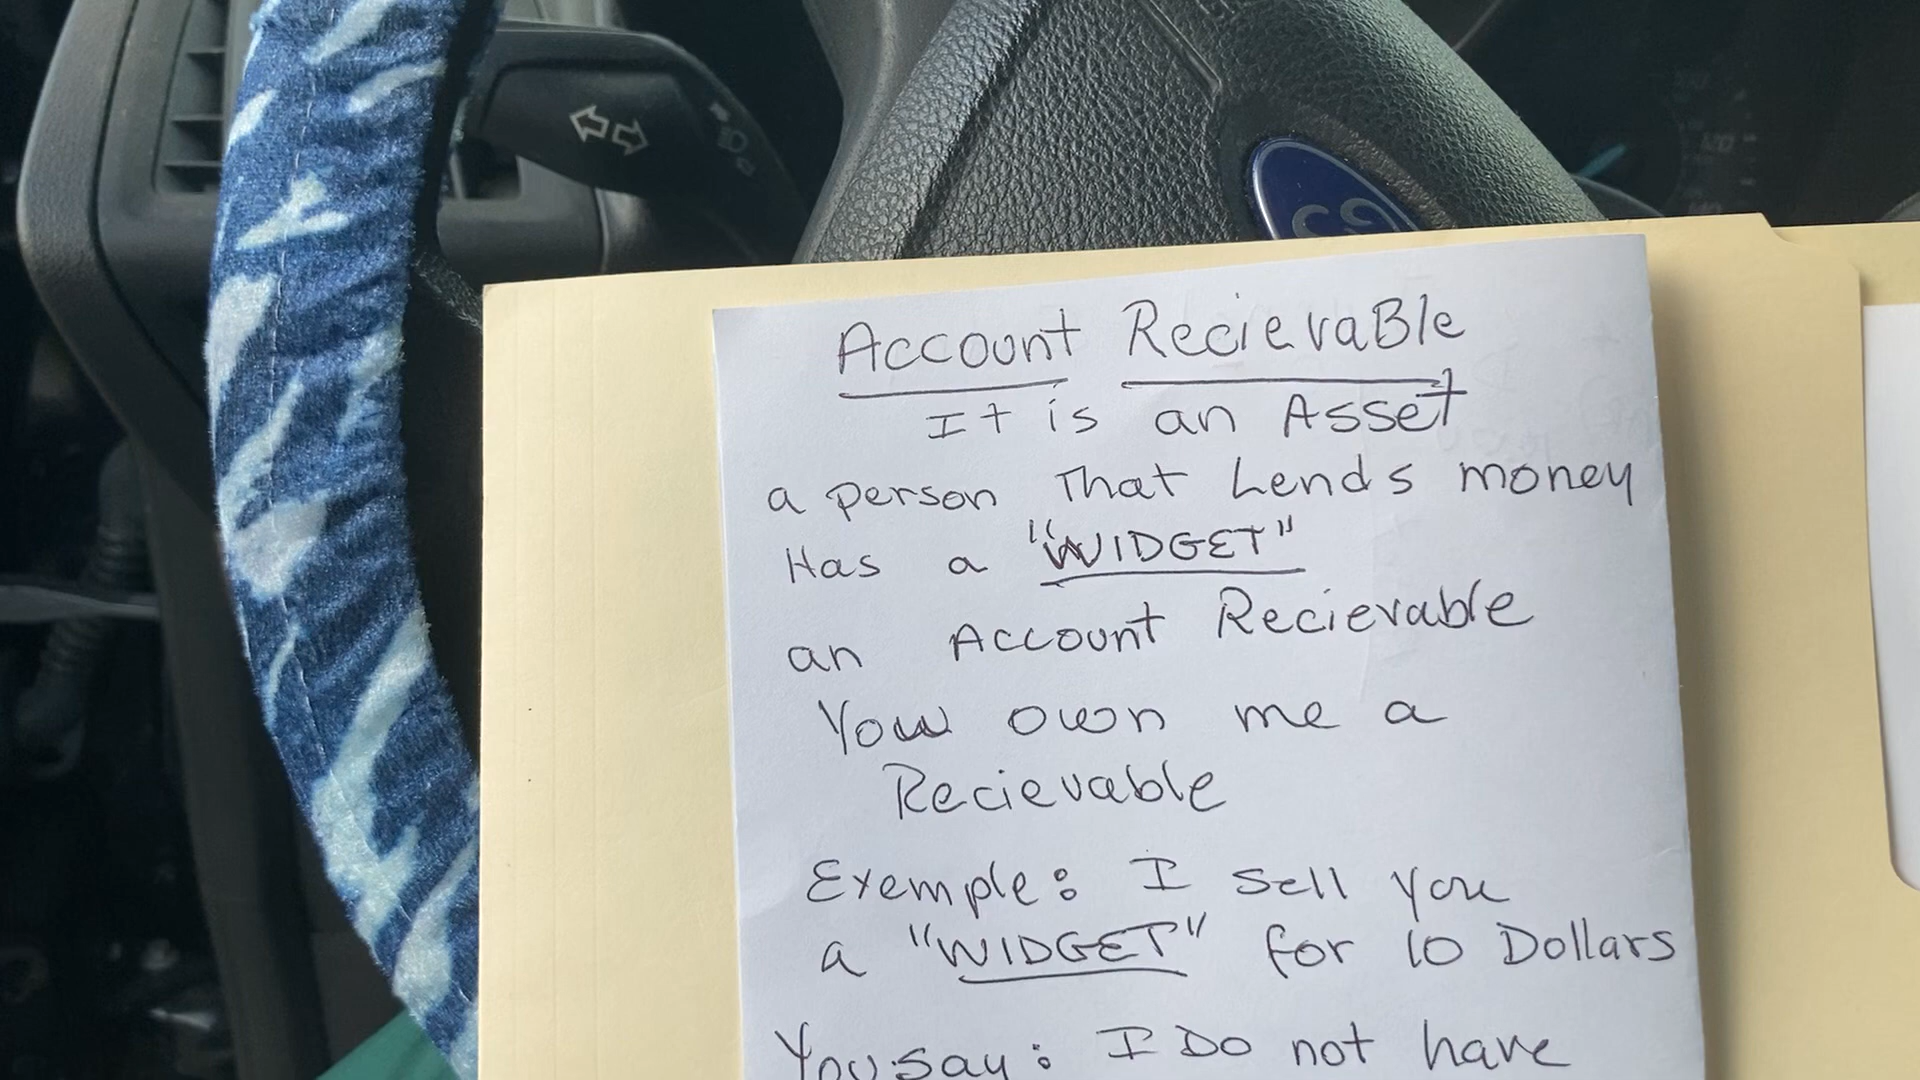 Account RecievaBle
It is an Asset
a person That Lends money
Has a "WIDGET"
an Account Recievable
You own me a
Recievable
Exemple: I sell you
a "WIDGET" for 10 Dollars
You say: I Do not have